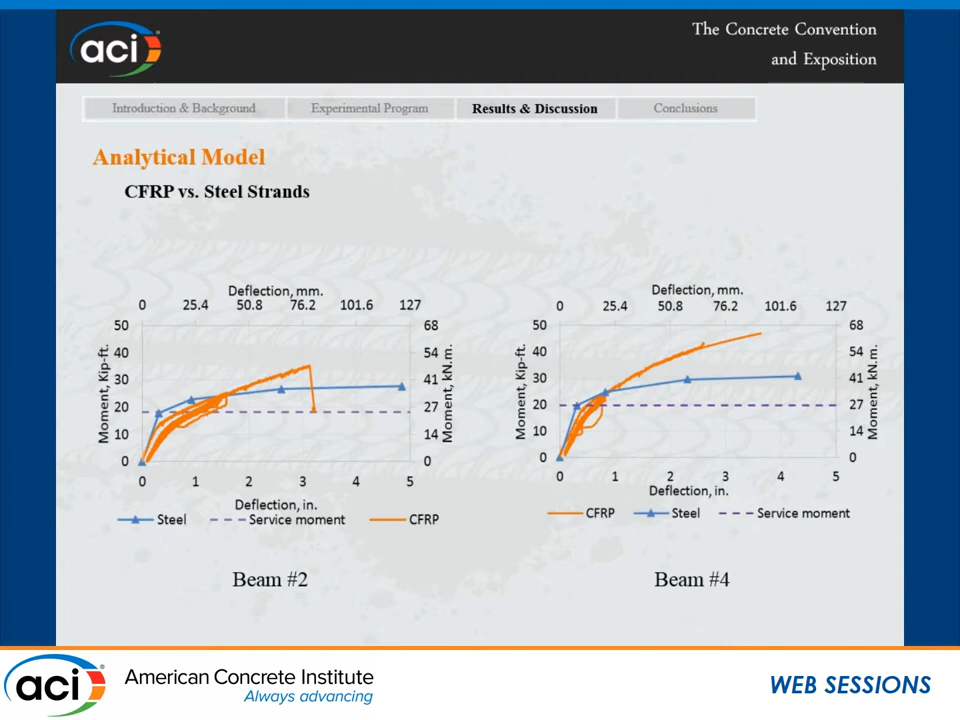 aci
The Concrete Convention
and Exposition
Introduction & Background
Experimental Program
Results & Discussion
Conclusions
Analytical Model
CFRP vs. Steel Strands
Deflection, mm.
0 25.4 50.8 76.2 101.6 127
50 68
40 54
30 41
20 27
10 14
0 0
Moment, Kip-ft.
Moment, kN.m.
0 1 2 3 4 5
Deflection, in.
Steel Service moment CFRP
Beam #2
Deflection, mm.
0 25.4 50.8 76.2 101.6 127
50 68
40 54
30 41
20 27
10 14
0 0
Moment, Kip-ft.
Moment, kN.m.
0 1 2 3 4 5
Deflection, in.
CFRP Steel Service moment
Beam #4
aci
American Concrete Institute
Always advancing
WEB SESSIONS